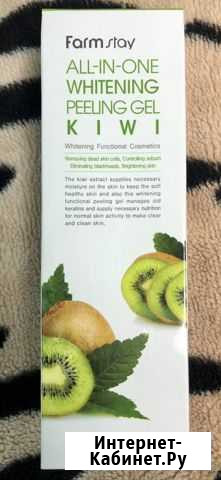 Farmstay
ALL-IN-ONE
WHITENING
PEELING GEL
KIWI
Whitening Functional Cosmetics
Removing dead skin cells, Controlling sebum
Eliminating blackheads, Brightening skin
The kiwi extract supplies necessary
moisture on the skin to keep the soft
healthy skin and also this whitening
functional peeling gel manages old
keratins and supply necessary nutrition
for normal skin activity to make clear
and clean skin.
Интернет-
Кабинет.Ру